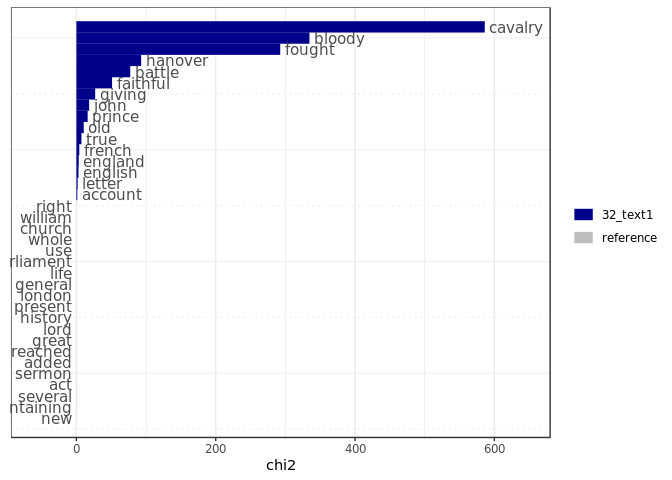 cavalry
bloody
fought
hanover
battle
faithful
giving
john
prince
old
true
french
england
english
letter
account
right
william
church
whole
use
rliament
life
general
london
present
history
lord
great
reached
added
sermon
act
several
ntaining
new
32_text1
reference
0 200 400 600
chi2